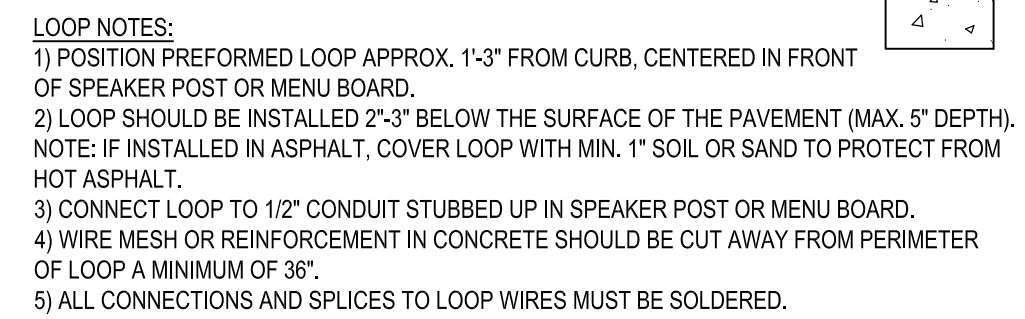 LOOP NOTES:
1) POSITION PREFORMED LOOP APPROX. 1'-3" FROM CURB, CENTERED IN FRONT
OF SPEAKER POST OR MENU BOARD.
2) LOOP SHOULD BE INSTALLED 2"-3" BELOW THE SURFACE OF THE PAVEMENT (MAX. 5" DEPTH).
NOTE: IF INSTALLED IN ASPHALT, COVER LOOP WITH MIN. 1" SOIL OR SAND TO PROTECT FROM
HOT ASPHALT.
3) CONNECT LOOP TO 1/2" CONDUIT STUBBED UP IN SPEAKER POST OR MENU BOARD.
4) WIRE MESH OR REINFORCEMENT IN CONCRETE SHOULD BE CUT AWAY FROM PERIMETER
OF LOOP A MINIMUM OF 36".
5) ALL CONNECTIONS AND SPLICES TO LOOP WIRES MUST BE SOLDERED.